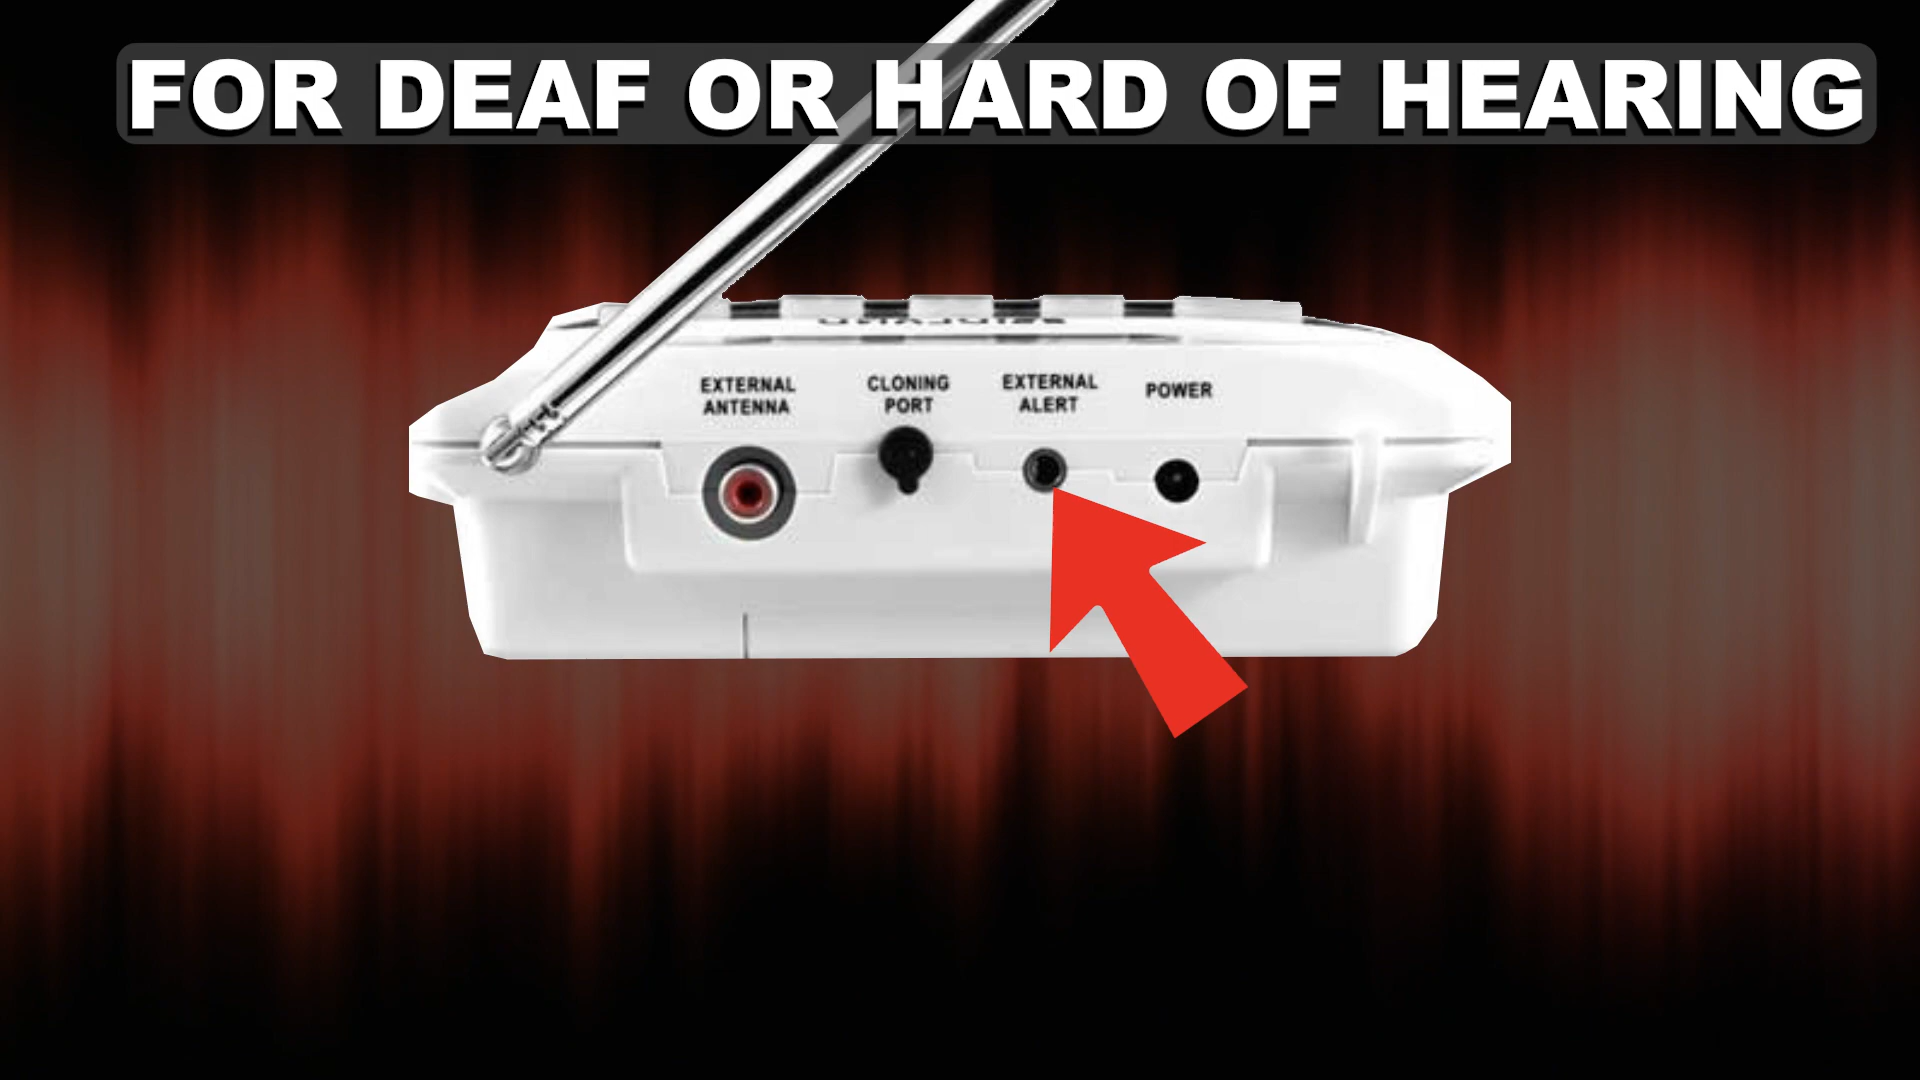 FOR DEAF OR HARD OF HEARING
EXTERNAL
ANTENNA
CLONING
PORT
EXTERNAL
ALERT
POWER